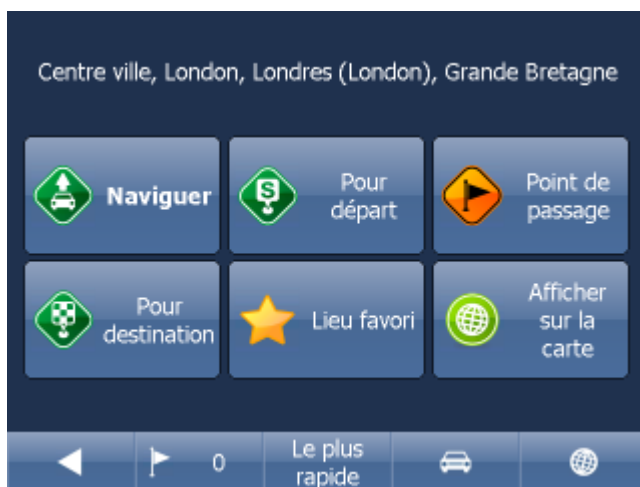 Centre ville, London, Londres (London), Grande Bretagne
Naviguer
S
Pour
départ
Point de
passage
Pour
destination
Lieu favori
Afficher
sur la
carte
0
Le plus
rapide